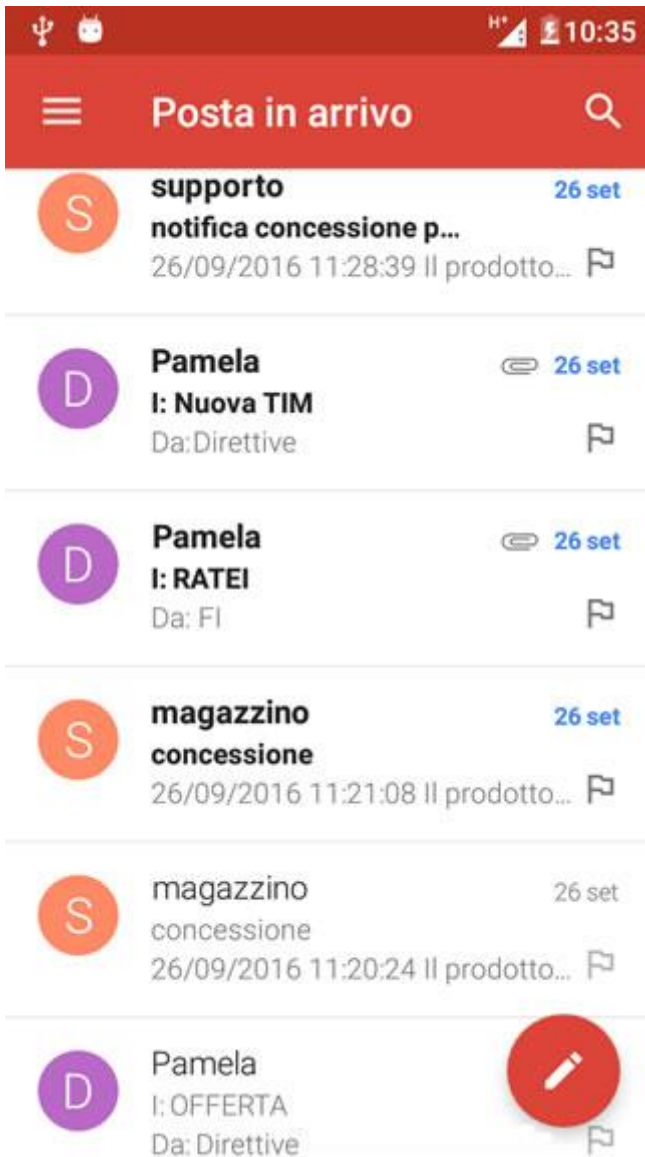 H+ 10:35
Posta in arrivo
S supporto 26 set
notifica concessione p...
26/09/2016 11:28:39 Il prodotto...
D Pamela 26 set
I: Nuova TIM
Da:Direttive
D Pamela 26 set
I: RATEI
Da: FI
S magazzino 26 set
concessione
26/09/2016 11:21:08 Il prodotto...
S magazzino 26 set
concessione
26/09/2016 11:20:24 Il prodotto...
D Pamela
I: OFFERTA
Da: Direttive